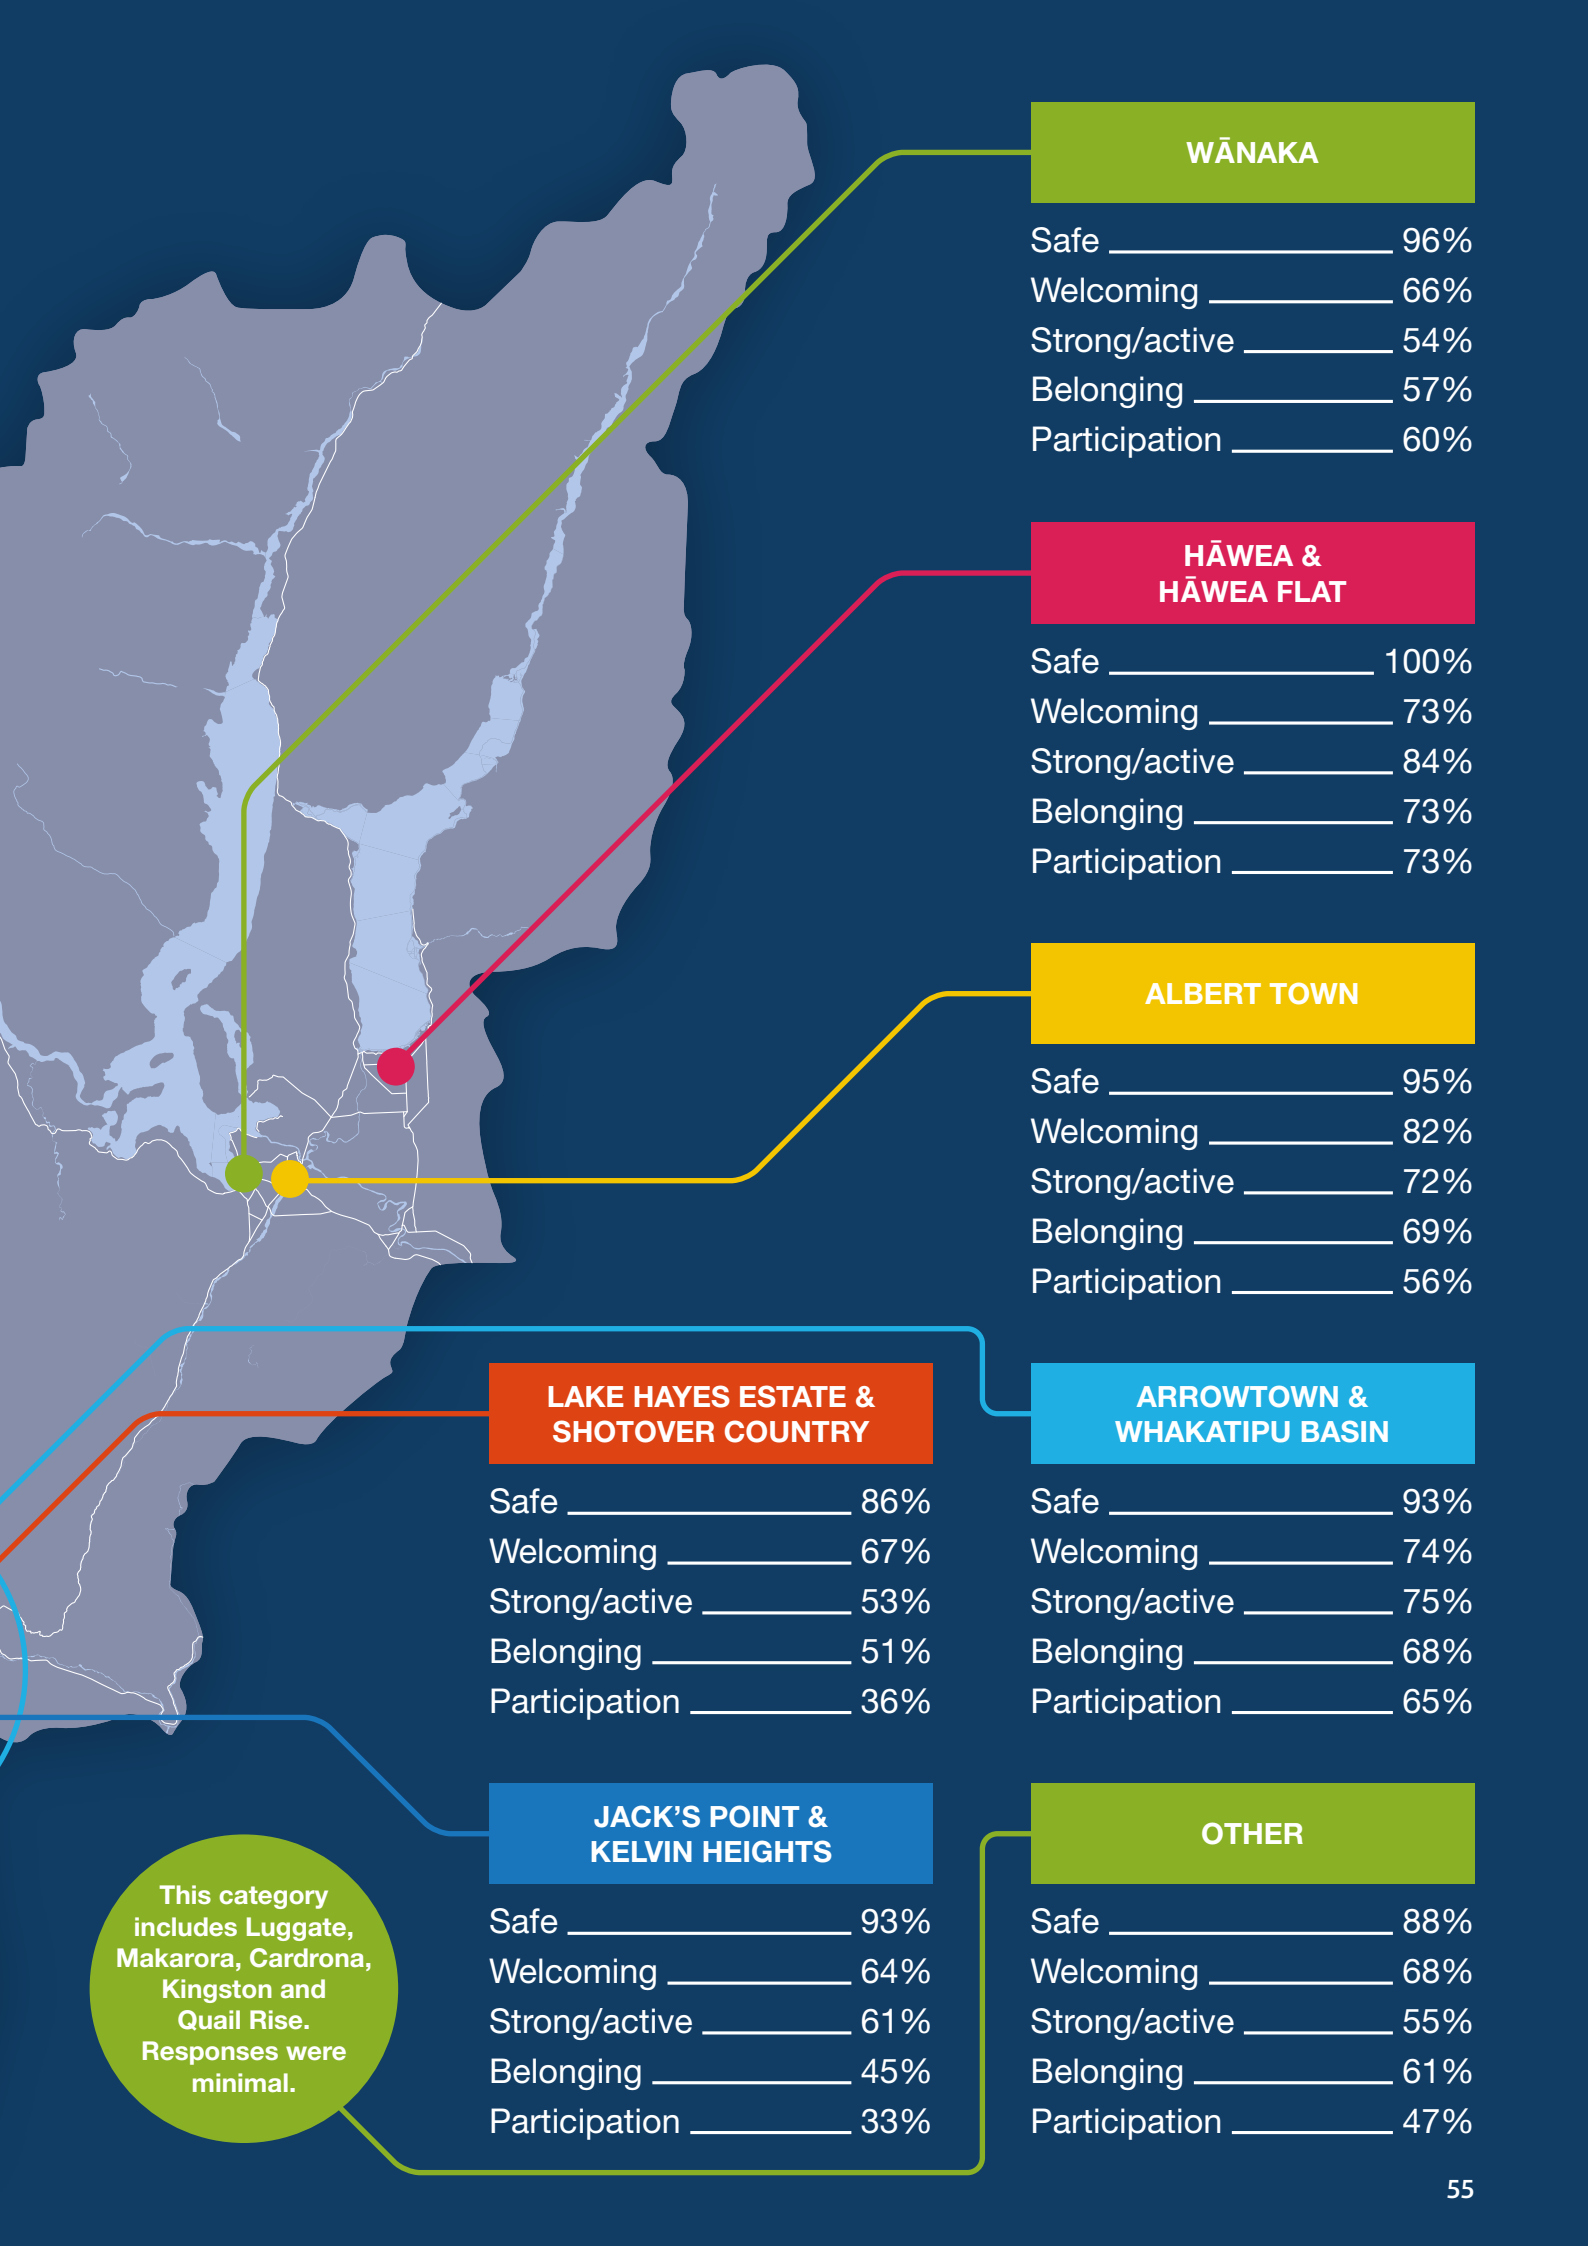 WĀNAKA
Safe 96%
Welcoming 66%
Strong/active 54%
Belonging 57%
Participation 60%
HĀWEA &
HĀWEA FLAT
Safe 100%
Welcoming 73%
Strong/active 84%
Belonging 73%
Participation 73%
ALBERT TOWN
Safe 95%
Welcoming 82%
Strong/active 72%
Belonging 69%
Participation 56%
LAKE HAYES ESTATE &
SHOTOVER COUNTRY
Safe 86%
Welcoming 67%
Strong/active 53%
Belonging 51%
Participation 36%
ARROWTOWN &
WHAKATIPU BASIN
Safe 93%
Welcoming 74%
Strong/active 75%
Belonging 68%
Participation 65%
JACK'S POINT &
KELVIN HEIGHTS
Safe 93%
Welcoming 64%
Strong/active 61%
Belonging 45%
Participation 33%
OTHER
Safe 88%
Welcoming 68%
Strong/active 55%
Belonging 61%
Participation 47%
This category
includes Luggate,
Makarora, Cardrona,
Kingston and
Quail Rise.
Responses were
minimal.
55